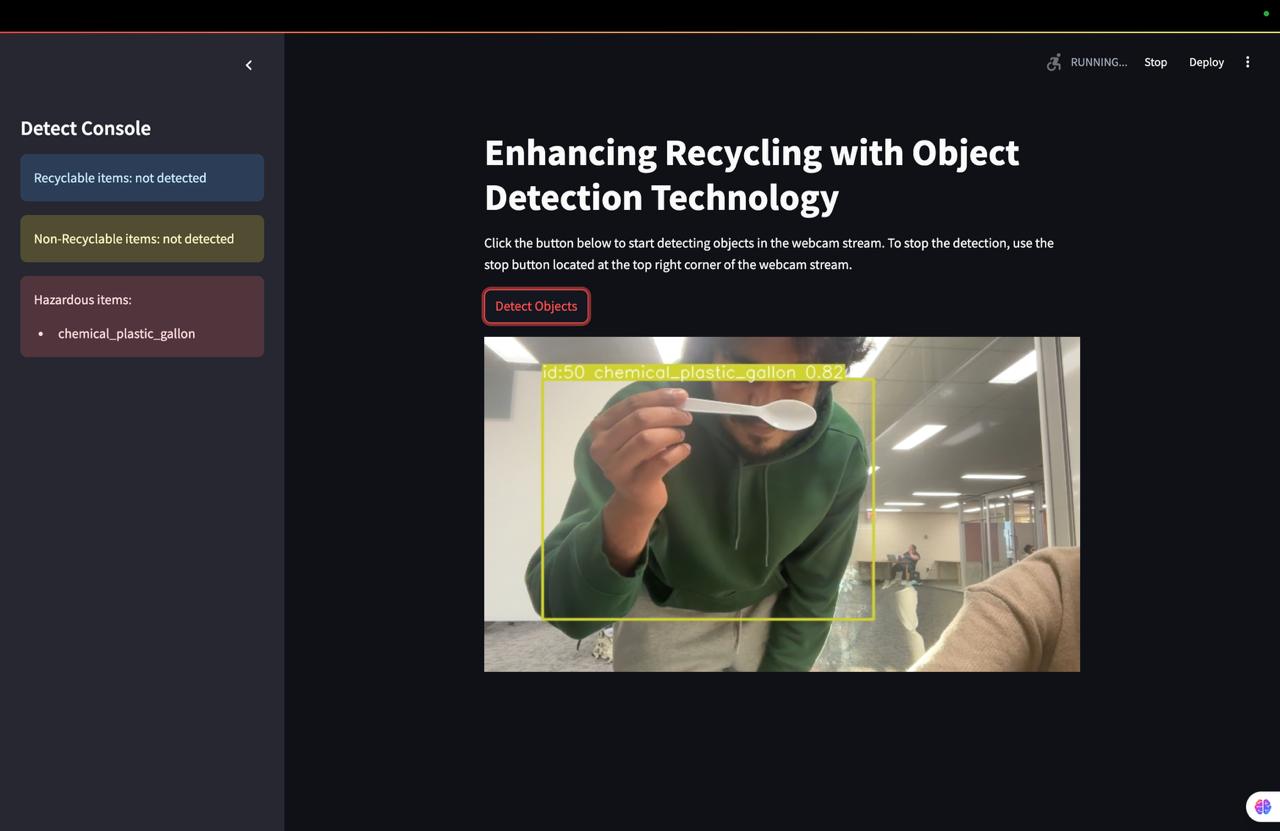 RUNNING...
Stop
Deploy
Detect Console
Recyclable items: not detected
Non-Recyclable items: not detected
Hazardous items:
• chemical_plastic_gallon
Enhancing Recycling with Object
Detection Technology
Click the button below to start detecting objects in the webcam stream. To stop the detection, use the
stop button located at the top right corner of the webcam stream.
Detect Objects
id:50 chemical_plastic_gallon 0.82